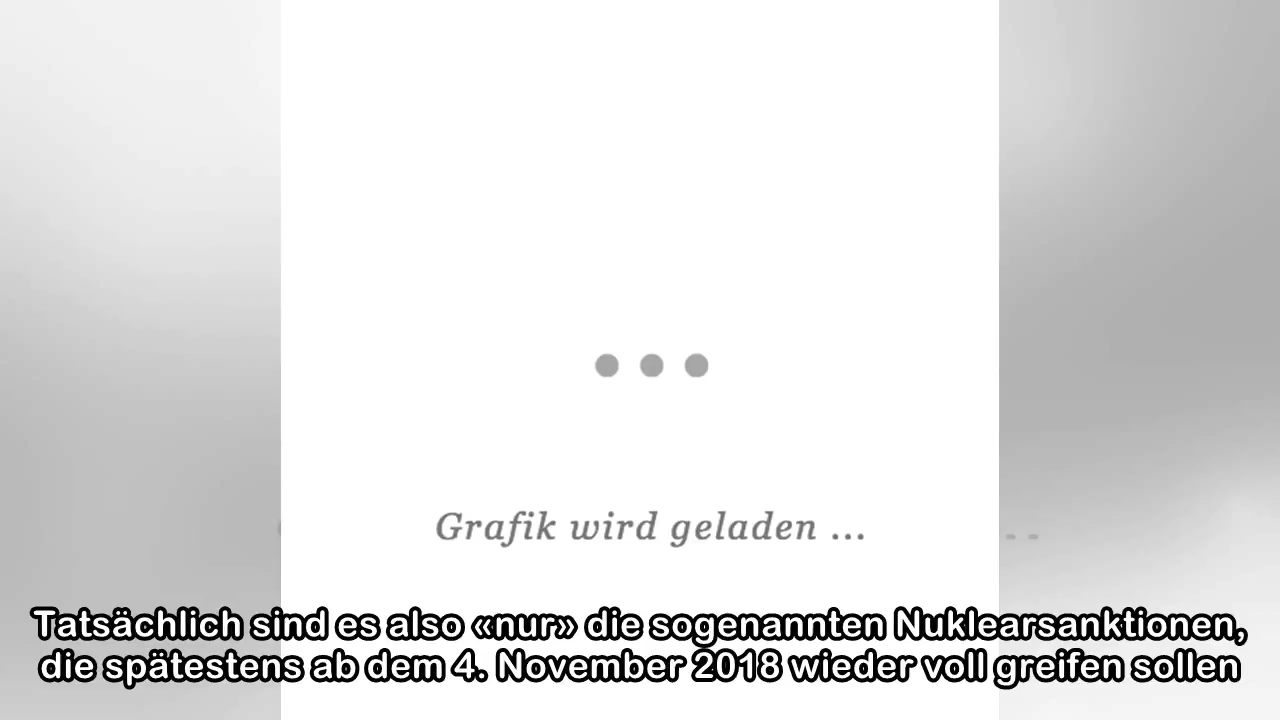 Grafik wird geladen ...
Tatsächlich sind es also «nur» die sogenannten Nuklearsanktionen,
die spätestens ab dem 4. November 2018 wieder voll greifen sollen